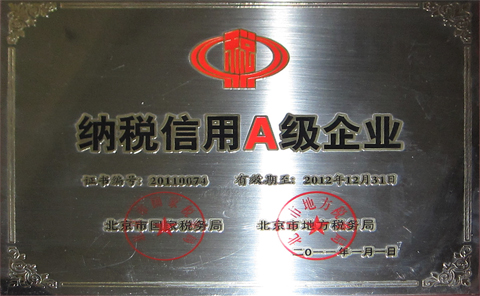 税
纳税信用A级企业
证书编号：20110074 有效期至：2012年12月31日
北京市国家税务局 北京市地方税务局
二〇一一年一月一日